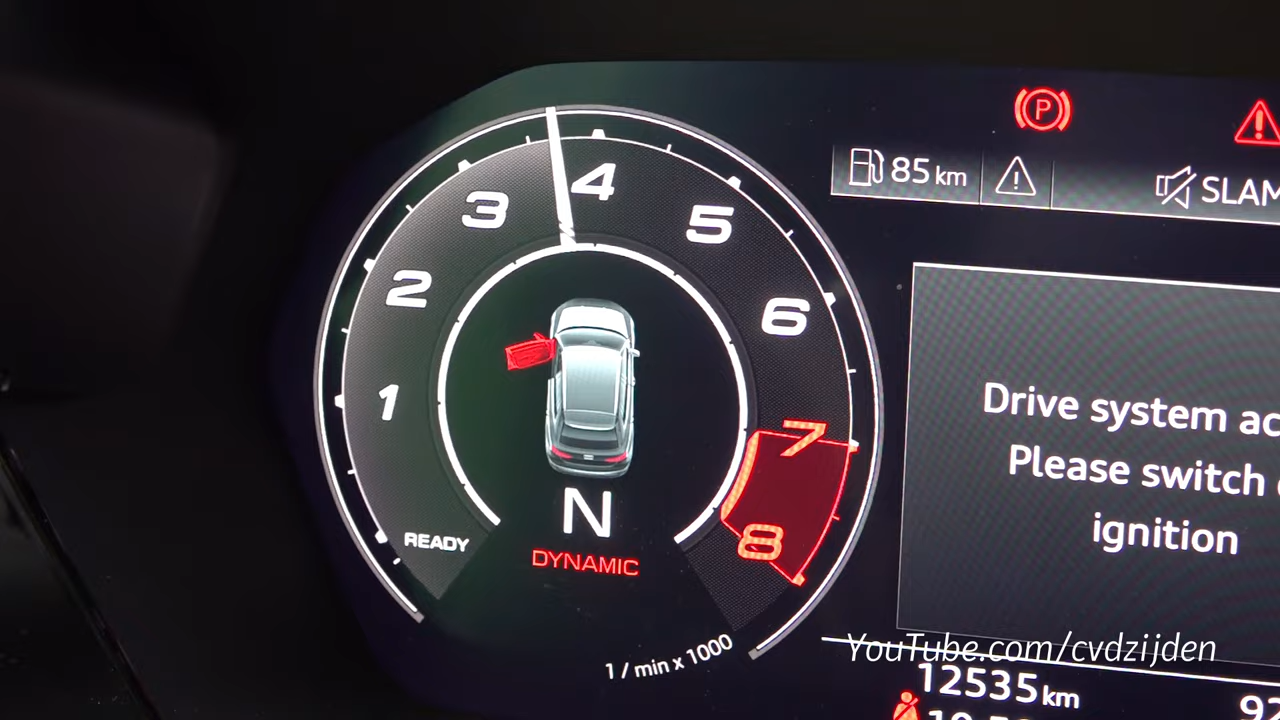 P
85 km
SLAM
3
4
5
2
6
1
7
8
READY
N
DYNAMIC
1 / min x 1000
Drive system ac
Please switch
ignition
YouTube.com/cvdzijden
12535 km
92